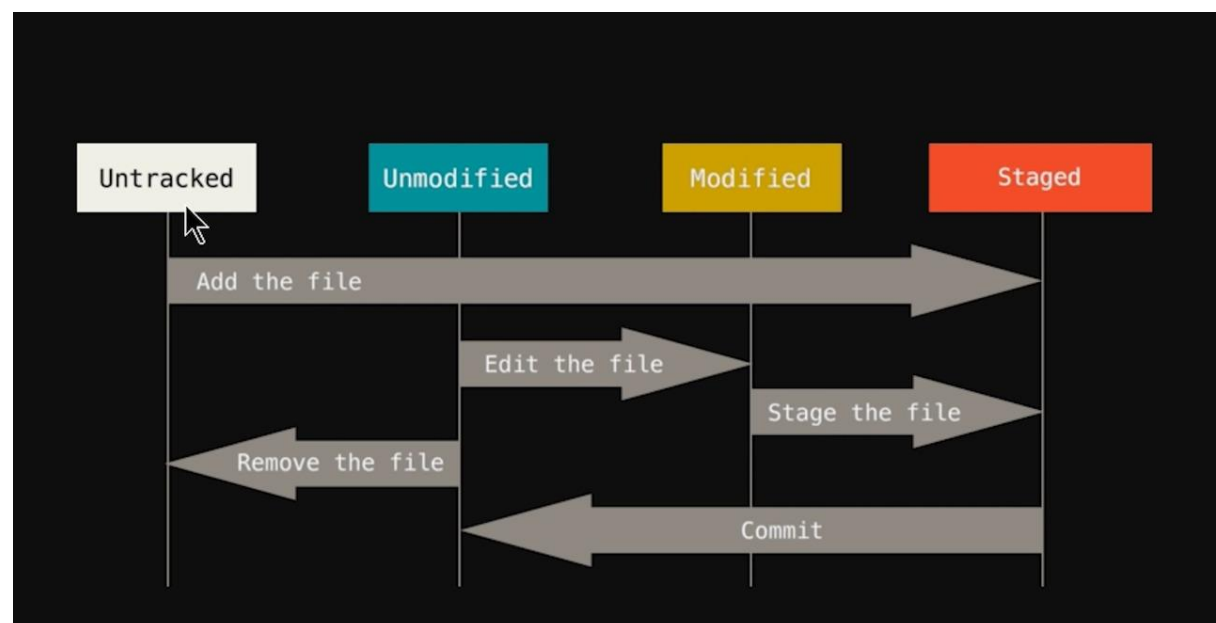 Untracked
Unmodified
Modified
Staged
Add the file
Edit the file
Stage the file
Remove the file
Commit